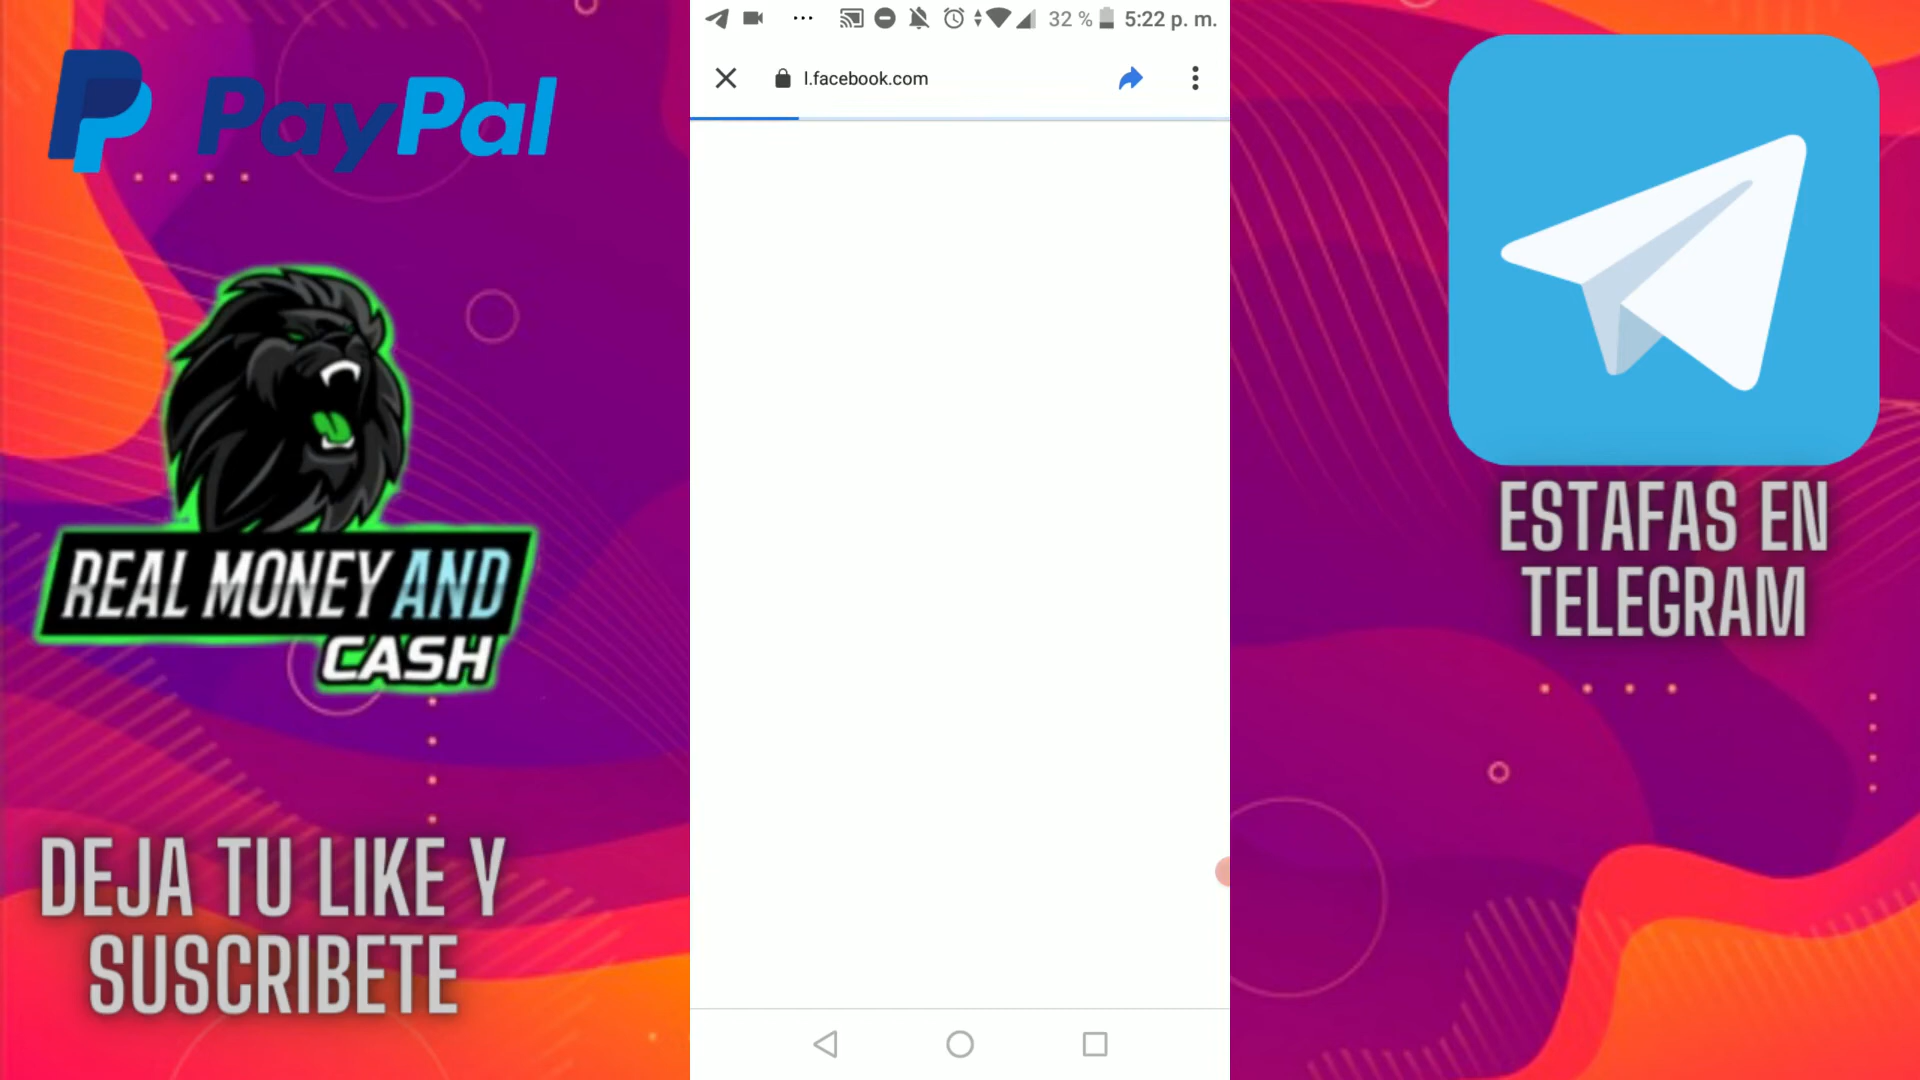 PayPal
REAL MONEY AND
CASH
DEJA TU LIKE Y
SUSCRIBETE
32 % 5:22 p. m.
l.facebook.com
ESTAFAS EN
TELEGRAM